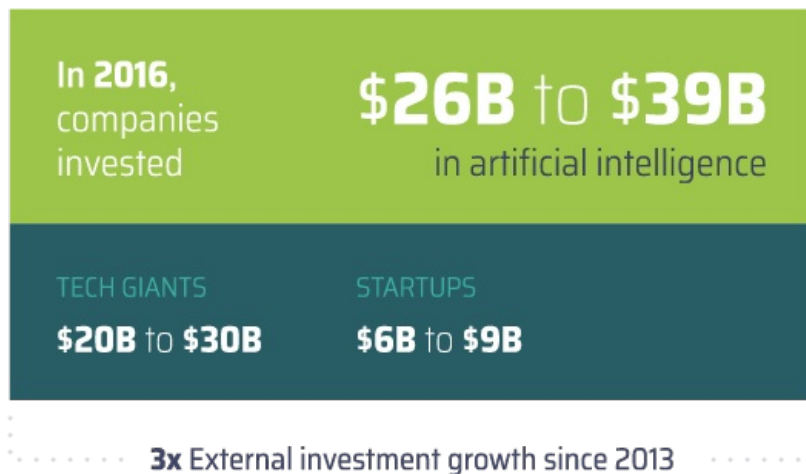 In 2016,
companies
invested
$26B to $39B
in artificial intelligence
TECH GIANTS
$20B to $30B
STARTUPS
$6B to $9B
3x External investment growth since 2013